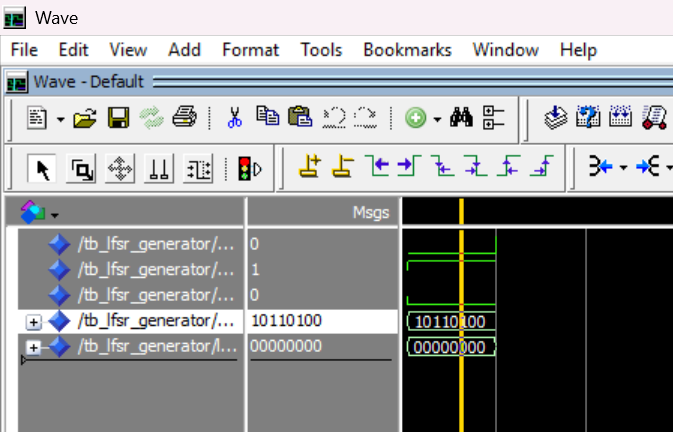 Wave
File Edit View Add Format Tools Bookmarks Window Help
Wave - Default
Msgs
/tb_lfsr_generator/... 0
/tb_lfsr_generator/... 1
/tb_lfsr_generator/... 0
/tb_lfsr_generator/... 10110100 10110100
/tb_lfsr_generator/l... 00000000 00000000